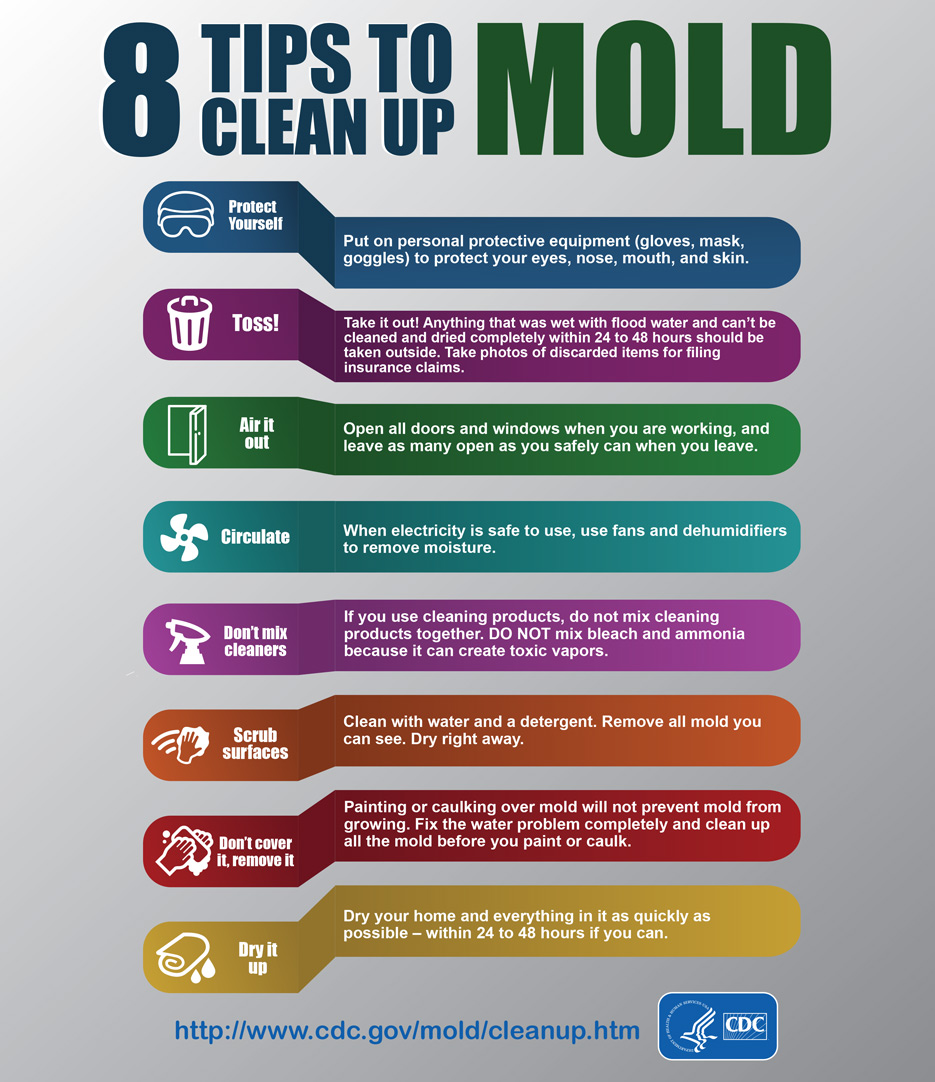 8 TIPS TO
CLEAN UP
MOLD
Protect
Yourself
Put on personal protective equipment (gloves, mask,
goggles) to protect your eyes, nose, mouth, and skin.
Toss!
Take it out! Anything that was wet with flood water and can’t be
cleaned and dried completely within 24 to 48 hours should be
taken outside. Take photos of discarded items for filing
insurance claims.
Air it
out
Open all doors and windows when you are working, and
leave as many open as you safely can when you leave.
Circulate
When electricity is safe to use, use fans and dehumidifiers
to remove moisture.
Don’t mix
cleaners
If you use cleaning products, do not mix cleaning
products together. DO NOT mix bleach and ammonia
because it can create toxic vapors.
Scrub
surfaces
Clean with water and a detergent. Remove all mold you
can see. Dry right away.
Don’t cover
it, remove it
Painting or caulking over mold will not prevent mold from
growing. Fix the water problem completely and clean up
all the mold before you paint or caulk.
Dry it
up
Dry your home and everything in it as quickly as
possible – within 24 to 48 hours if you can.
http://www.cdc.gov/mold/cleanup.htm
DEPARTMENT OF HEALTH & HUMAN SERVICES USA
CDC